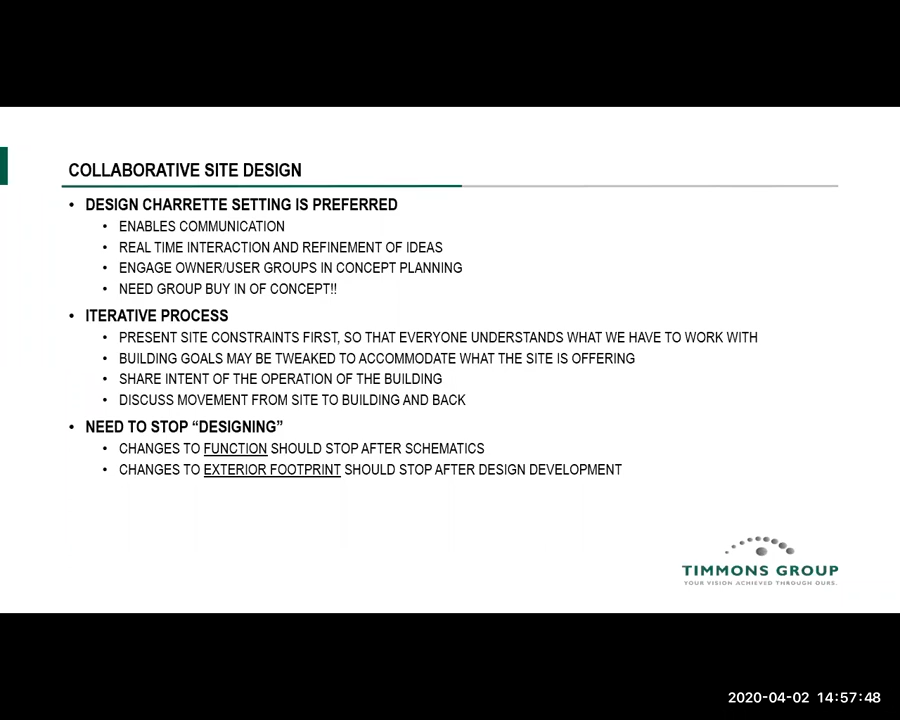 COLLABORATIVE SITE DESIGN
• DESIGN CHARRETTE SETTING IS PREFERRED
• ENABLES COMMUNICATION
• REAL TIME INTERACTION AND REFINEMENT OF IDEAS
• ENGAGE OWNER/USER GROUPS IN CONCEPT PLANNING
• NEED GROUP BUY IN OF CONCEPT!!
• ITERATIVE PROCESS
• PRESENT SITE CONSTRAINTS FIRST, SO THAT EVERYONE UNDERSTANDS WHAT WE HAVE TO WORK WITH
• BUILDING GOALS MAY BE TWEAKED TO ACCOMMODATE WHAT THE SITE IS OFFERING
• SHARE INTENT OF THE OPERATION OF THE BUILDING
• DISCUSS MOVEMENT FROM SITE TO BUILDING AND BACK
• NEED TO STOP “DESIGNING”
• CHANGES TO FUNCTION SHOULD STOP AFTER SCHEMATICS
• CHANGES TO EXTERIOR FOOTPRINT SHOULD STOP AFTER DESIGN DEVELOPMENT
TIMMONS GROUP
YOUR VISION ACHIEVED THROUGH OURS.
2020-04-02 14:57:48